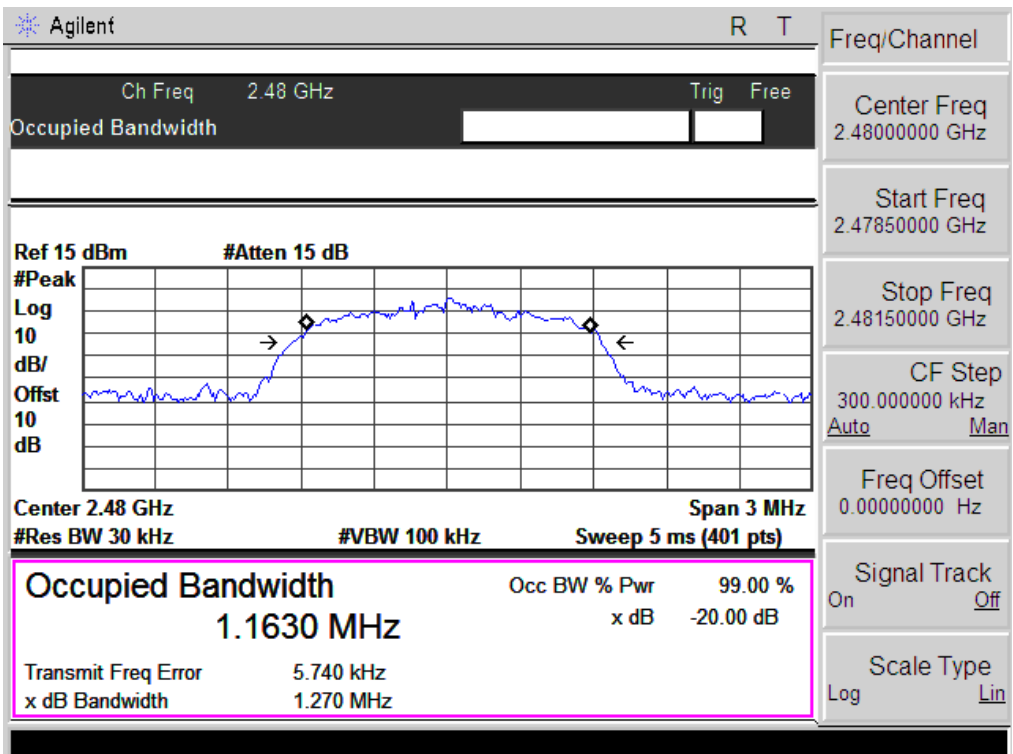 Agilent R T
Ch Freq 2.48 GHz Trig Free
Occupied Bandwidth
Ref 15 dBm #Atten 15 dB
#Peak
Log
10
dB/
Offst
10
dB
Center 2.48 GHz Span 3 MHz
#Res BW 30 kHz #VBW 100 kHz Sweep 5 ms (401 pts)
Occupied Bandwidth Occ BW % Pwr 99.00 %
1.1630 MHz x dB -20.00 dB
Transmit Freq Error 5.740 kHz
x dB Bandwidth 1.270 MHz
Freq/Channel
Center Freq
2.48000000 GHz
Start Freq
2.47850000 GHz
Stop Freq
2.48150000 GHz
CF Step
300.000000 kHz
Auto Man
Freq Offset
0.00000000 Hz
Signal Track
On Off
Scale Type
Log Lin